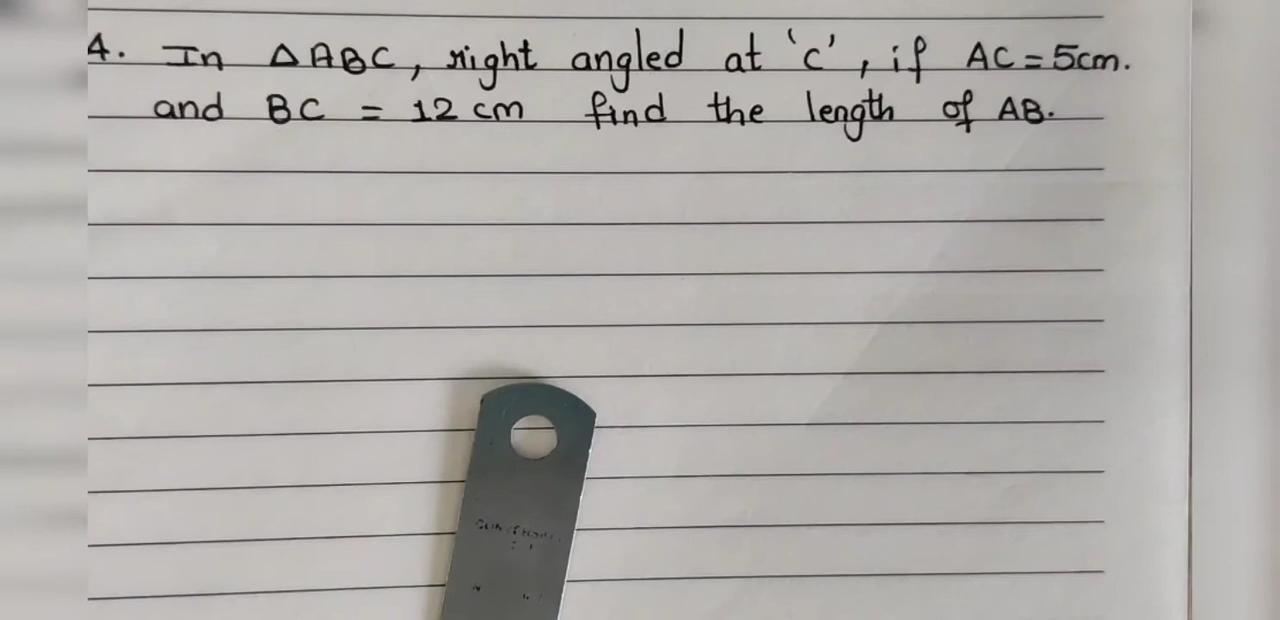 4. In △ABC, right angled at 'c', if AC = 5cm.
and BC = 12 cm find the length of AB.